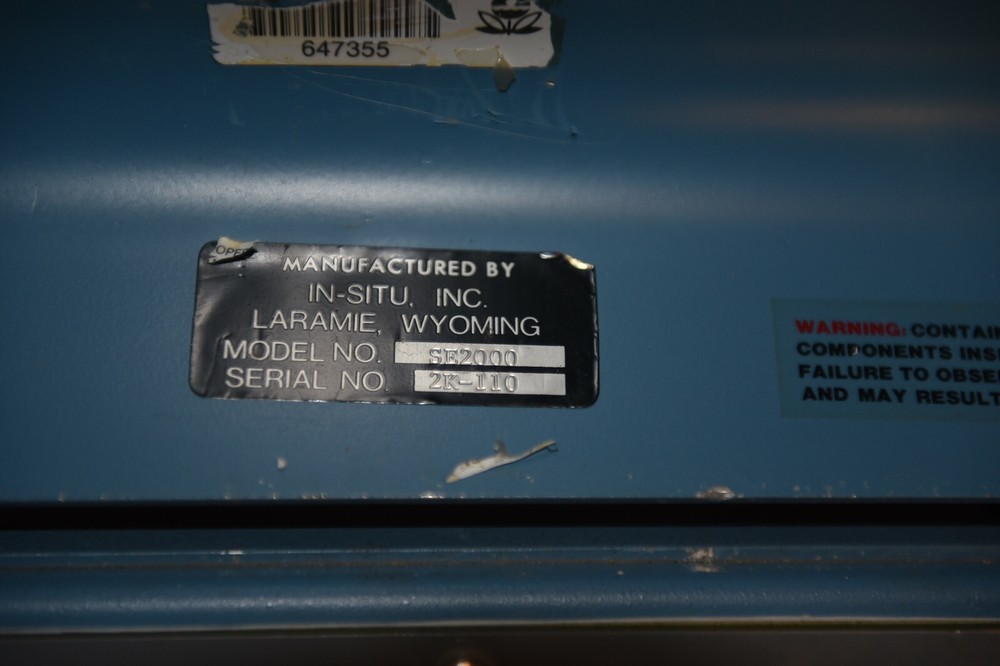 647355
MANUFACTURED BY
IN-SITU, INC.
LARAMIE, WYOMING
MODEL NO. SE2000
SERIAL NO. 2K-110
WARNING: CONTAI
COMPONENTS INS
FAILURE TO OBSE
AND MAY RESULT